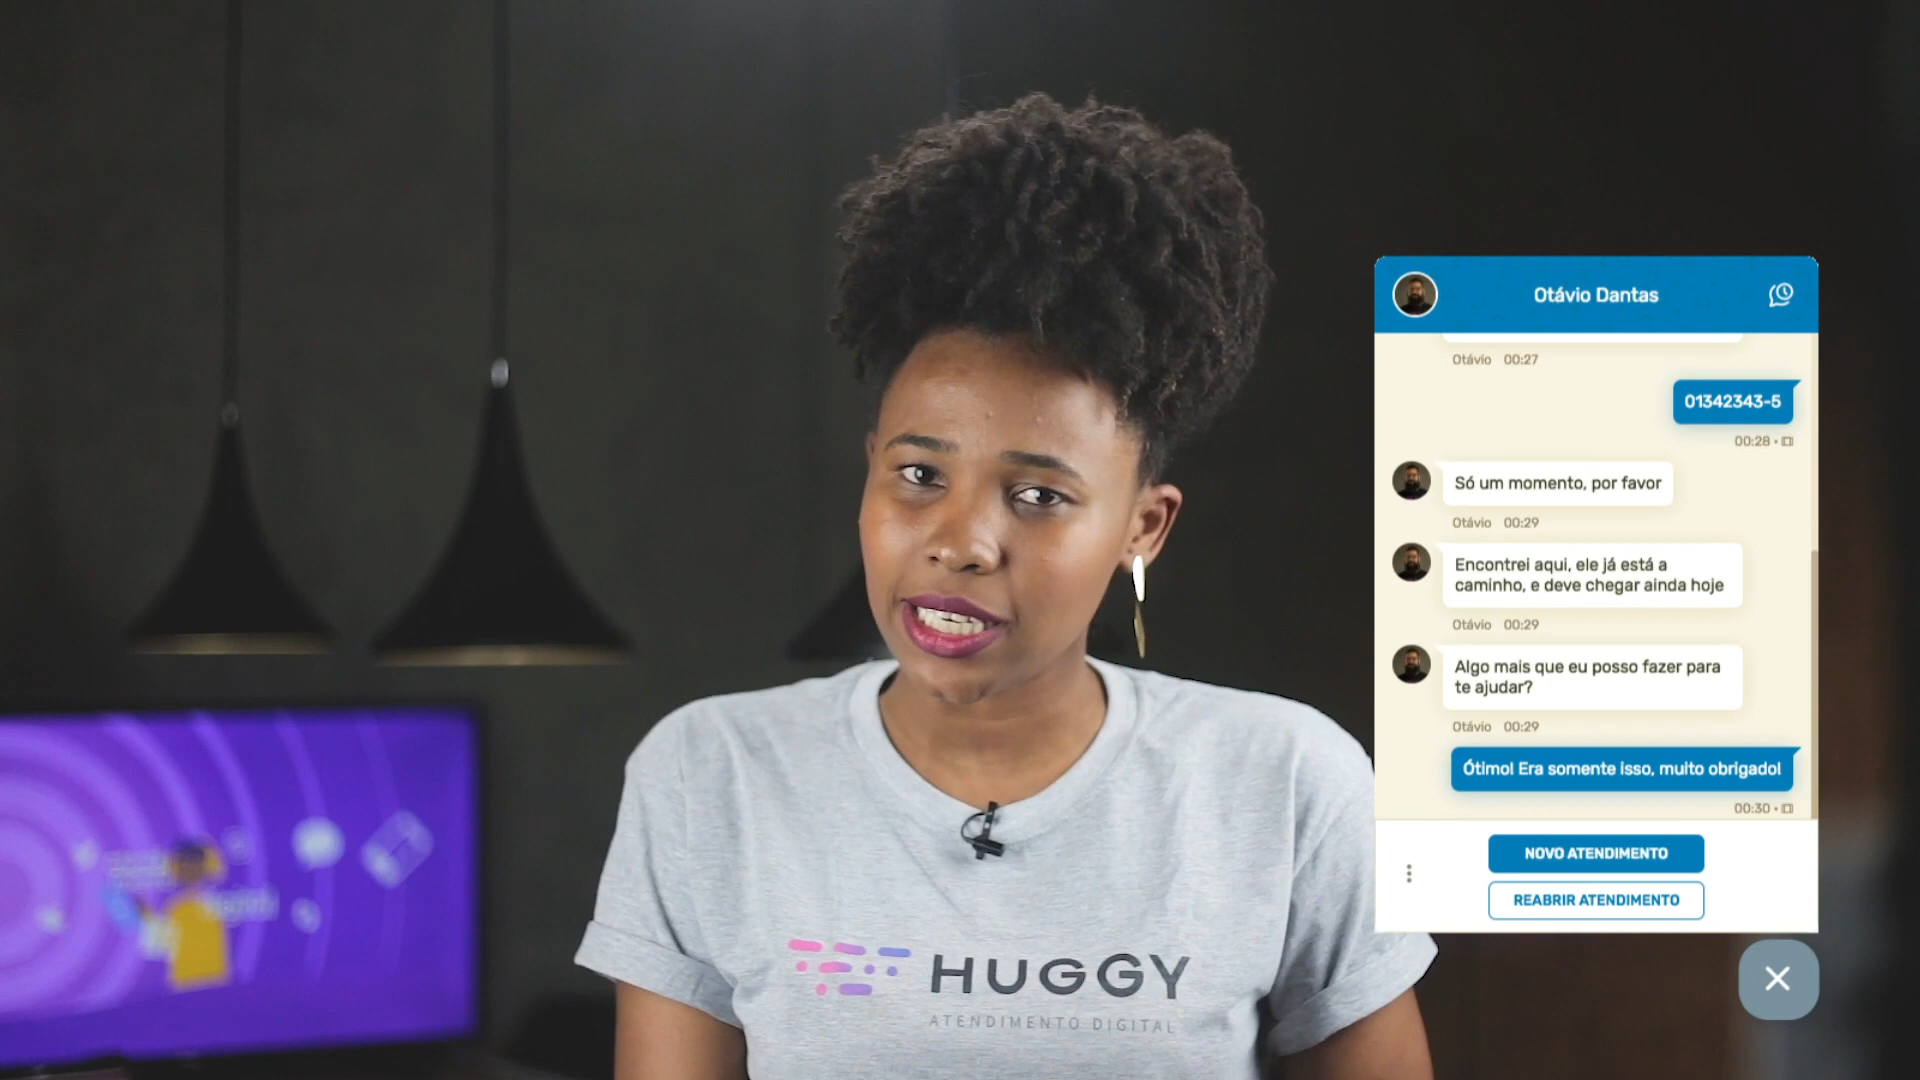 Otávio Dantas
Otávio 00:27
01342343-5
00:28 •
Só um momento, por favor
Otávio 00:29
Encontrei aqui, ele já está a
caminho, e deve chegar ainda hoje
Otávio 00:29
Algo mais que eu posso fazer para
te ajudar?
Otávio 00:29
Ótimo! Era somente isso, muito obrigado!
00:30 •
NOVO ATENDIMENTO
REABRIR ATENDIMENTO
HUGGY
ATENDIMENTO DIGITAL